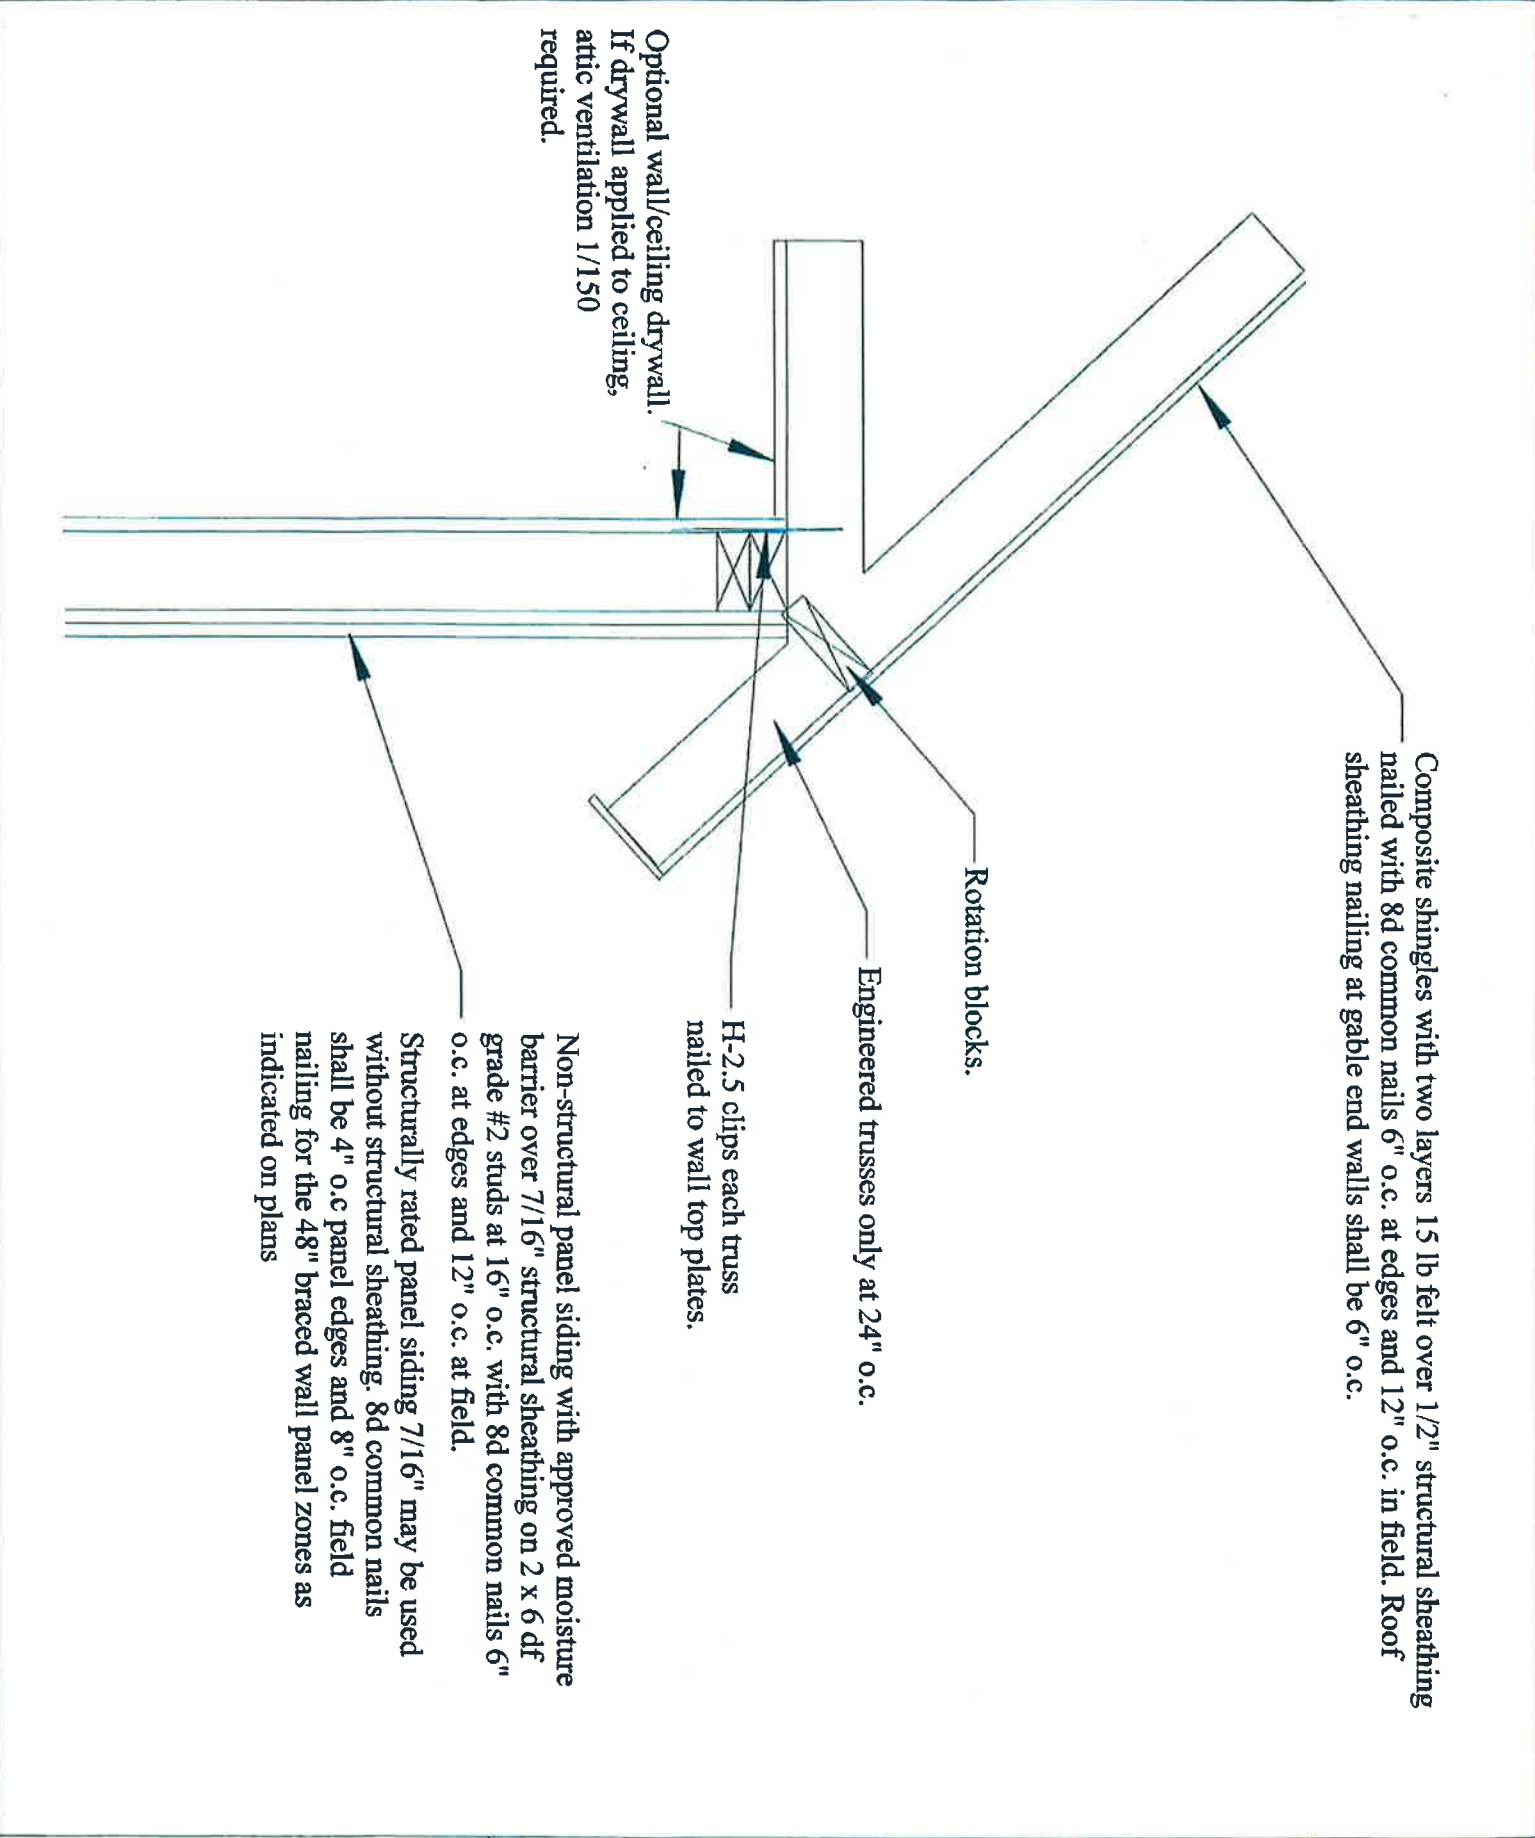 Composite shingles with two layers 15 lb felt over 1/2" structural sheathing
nailed with 8d common nails 6" o.c. at edges and 12" o.c. in field. Roof
sheathing nailing at gable end walls shall be 6" o.c.
Rotation blocks.
Engineered trusses only at 24" o.c.
H-2.5 clips each truss
nailed to wall top plates.
Optional wall/ceiling drywall.
If drywall applied to ceiling,
attic ventilation 1/150
required.
Non-structural panel siding with approved moisture
barrier over 7/16" structural sheathing on 2 x 6 df
grade #2 studs at 16" o.c. with 8d common nails 6"
o.c. at edges and 12" o.c. at field.
Structurally rated panel siding 7/16" may be used
without structural sheathing. 8d common nails
shall be 4" o.c panel edges and 8" o.c. field
nailing for the 48" braced wall panel zones as
indicated on plans